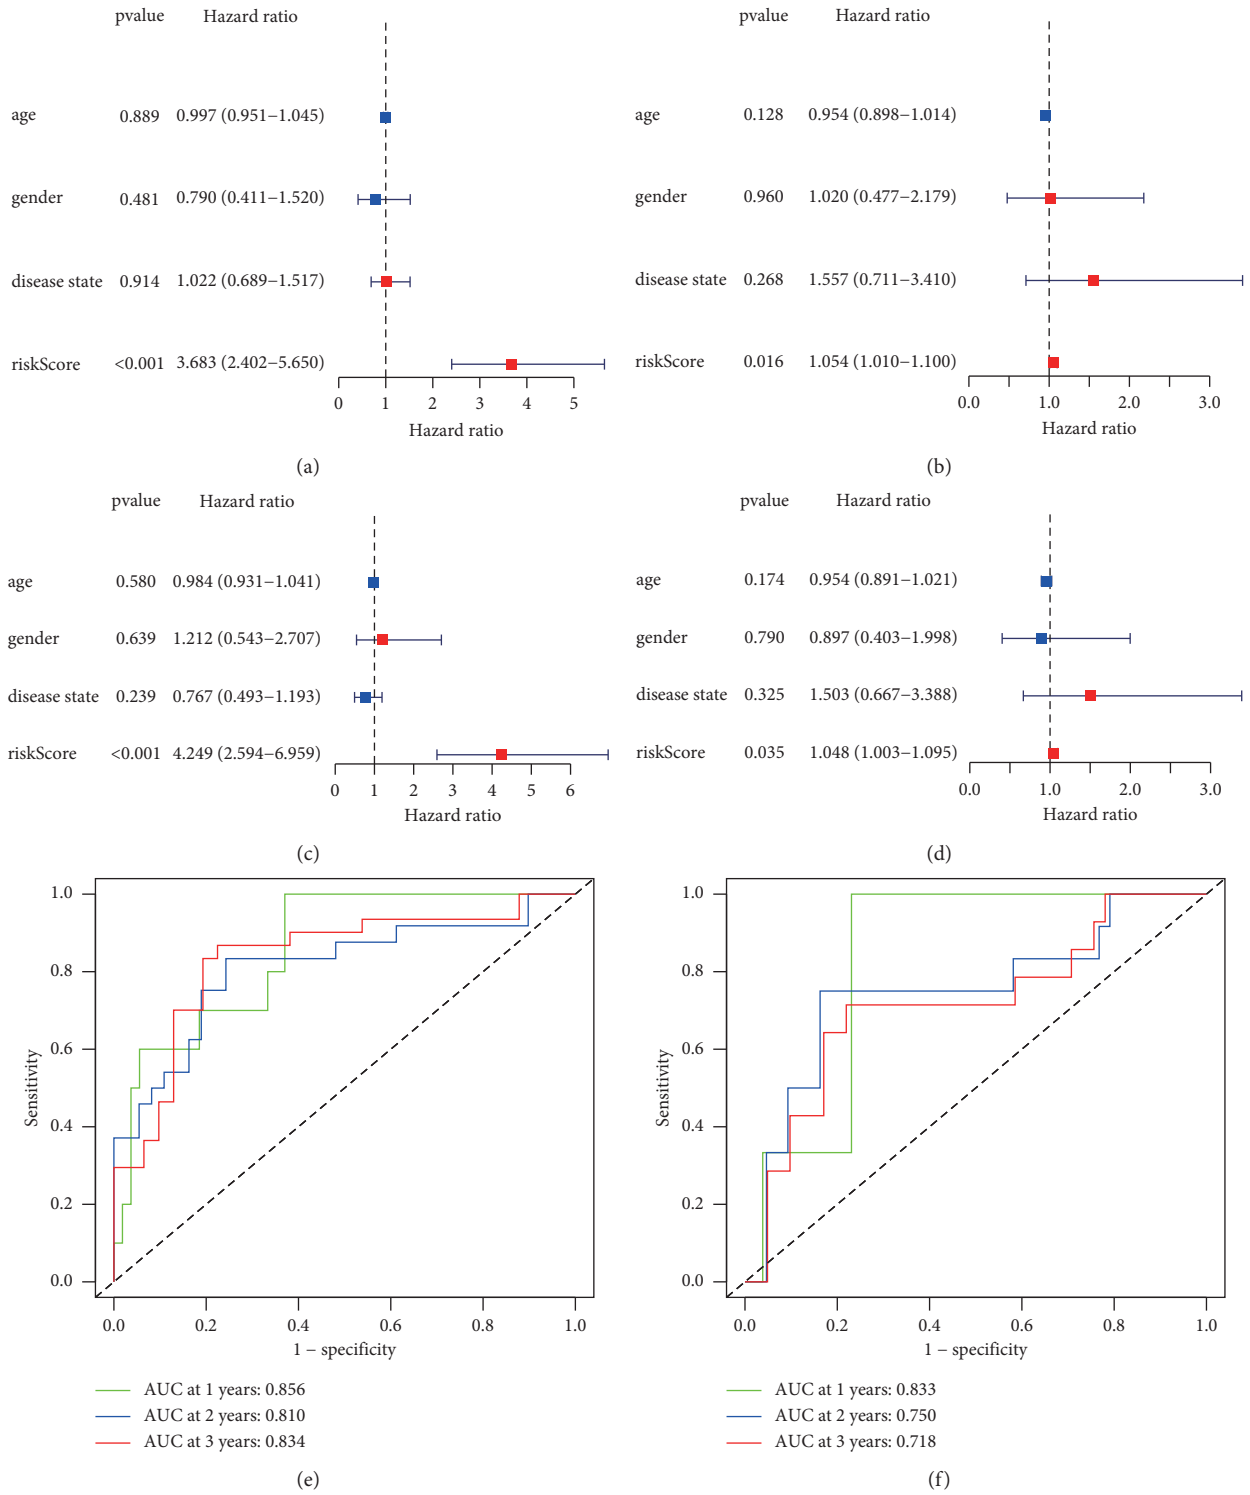 pvalue Hazard ratio
age 0.889 0.997 (0.951−1.045)
gender 0.481 0.790 (0.411−1.520)
disease state 0.914 1.022 (0.689−1.517)
riskScore <0.001 3.683 (2.402−5.650)
0 1 2 3 4 5
Hazard ratio
(a)
pvalue Hazard ratio
age 0.128 0.954 (0.898−1.014)
gender 0.960 1.020 (0.477−2.179)
disease state 0.268 1.557 (0.711−3.410)
riskScore 0.016 1.054 (1.010−1.100)
0.0 1.0 2.0 3.0
Hazard ratio
(b)
pvalue Hazard ratio
age 0.580 0.984 (0.931−1.041)
gender 0.639 1.212 (0.543−2.707)
disease state 0.239 0.767 (0.493−1.193)
riskScore <0.001 4.249 (2.594−6.959)
0 1 2 3 4 5 6
Hazard ratio
(c)
pvalue Hazard ratio
age 0.174 0.954 (0.891−1.021)
gender 0.790 0.897 (0.403−1.998)
disease state 0.325 1.503 (0.667−3.388)
riskScore 0.035 1.048 (1.003−1.095)
0.0 1.0 2.0 3.0
Hazard ratio
(d)
1.0
0.8
0.6
0.4
0.2
0.0
Sensitivity
0.0 0.2 0.4 0.6 0.8 1.0
1 − specificity
AUC at 1 years: 0.856
AUC at 2 years: 0.810
AUC at 3 years: 0.834
(e)
1.0
0.8
0.6
0.4
0.2
0.0
Sensitivity
0.0 0.2 0.4 0.6 0.8 1.0
1 − specificity
AUC at 1 years: 0.833
AUC at 2 years: 0.750
AUC at 3 years: 0.718
(f)